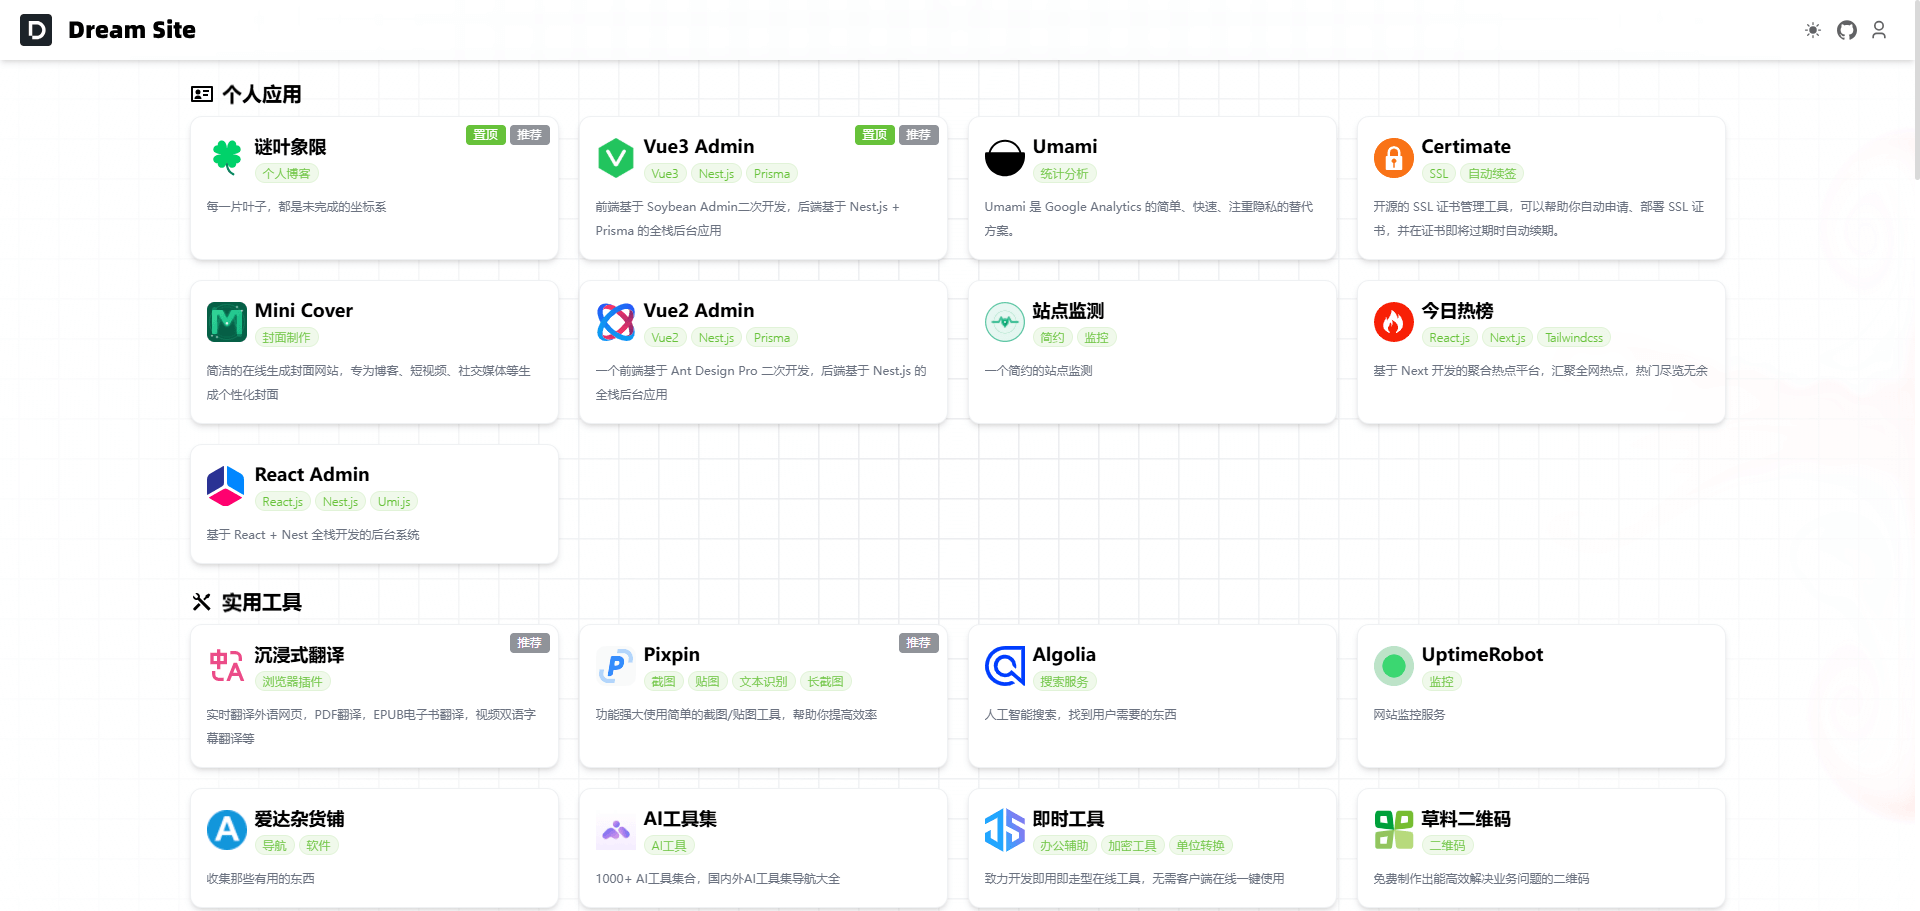 Dream Site
个人应用
谜叶象限
置顶 推荐
个人博客
每一片叶子，都是未完成的坐标系
Vue3 Admin
置顶 推荐
Vue3 Nest.js Prisma
前端基于 Soybean Admin二次开发，后端基于 Nest.js +
Prisma 的全栈后台应用
Umami
统计分析
Umami 是 Google Analytics 的简单、快速、注重隐私的替代
方案。
Certimate
SSL 自动续签
开源的 SSL 证书管理工具，可以帮助你自动申请、部署 SSL 证
书，并在证书即将过期时自动续期。
Mini Cover
封面制作
简洁的在线生成封面网站，专为博客、短视频、社交媒体等生
成个性化封面
Vue2 Admin
Vue2 Nest.js Prisma
一个前端基于 Ant Design Pro 二次开发，后端基于 Nest.js 的
全栈后台应用
站点监测
简约 监控
一个简约的站点监测
今日热榜
React.js Next.js Tailwindcss
基于 Next 开发的聚合热点平台，汇聚全网热点，热门尽览无余
React Admin
React.js Nest.js Umi.js
基于 React + Nest 全栈开发的后台系统
实用工具
沉浸式翻译
推荐
浏览器插件
实时翻译外语网页，PDF翻译，EPUB电子书翻译，视频双语字
幕翻译等
Pixpin
推荐
截图 贴图 文本识别 长截图
功能强大使用简单的截图/贴图工具，帮助你提高效率
Algolia
搜索服务
人工智能搜索，找到用户需要的东西
UptimeRobot
监控
网站监控服务
爱达杂货铺
导航 软件
收集那些有用的东西
AI工具集
AI工具
1000+ AI工具集合，国内外AI工具集导航大全
即时工具
办公辅助 加密工具 单位转换
致力开发即用即走型在线工具，无需客户端在线一键使用
草料二维码
二维码
免费制作出能高效解决业务问题的二维码